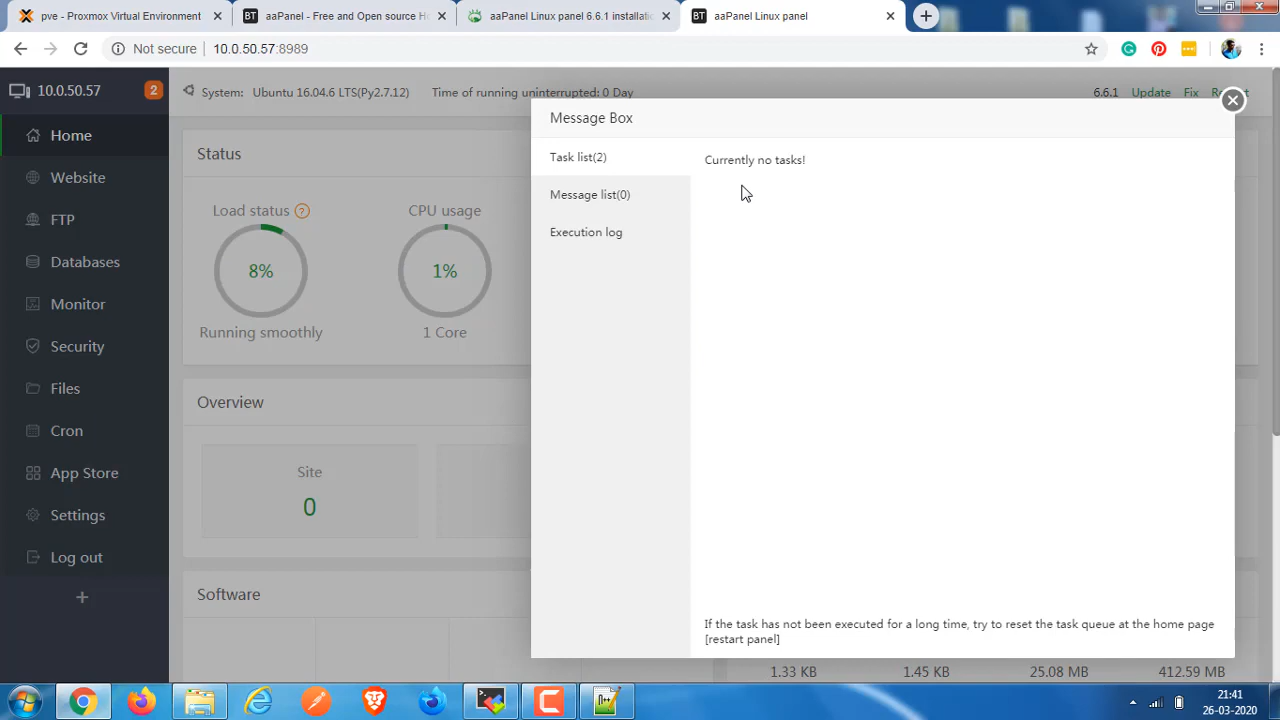 pve - Proxmox Virtual Environment
aaPanel - Free and Open source Ho
aaPanel Linux panel 6.6.1 installatio
aaPanel Linux panel
Not secure
10.0.50.57:8989
10.0.50.57
2
System: Ubuntu 16.04.6 LTS(Py2.7.12)
Time of running uninterrupted: 0 Day
6.6.1
Update
Fix
Home
Website
FTP
Databases
Monitor
Security
Files
Cron
App Store
Settings
Log out
Status
Load status
?
8%
Running smoothly
CPU usage
1%
1 Core
Overview
Site
0
Software
Message Box
Task list(2)
Message list(0)
Execution log
Currently no tasks!
If the task has not been executed for a long time, try to reset the task queue at the home page
[restart panel]
1.33 KB
1.45 KB
25.08 MB
412.59 MB
21:41
26-03-2020